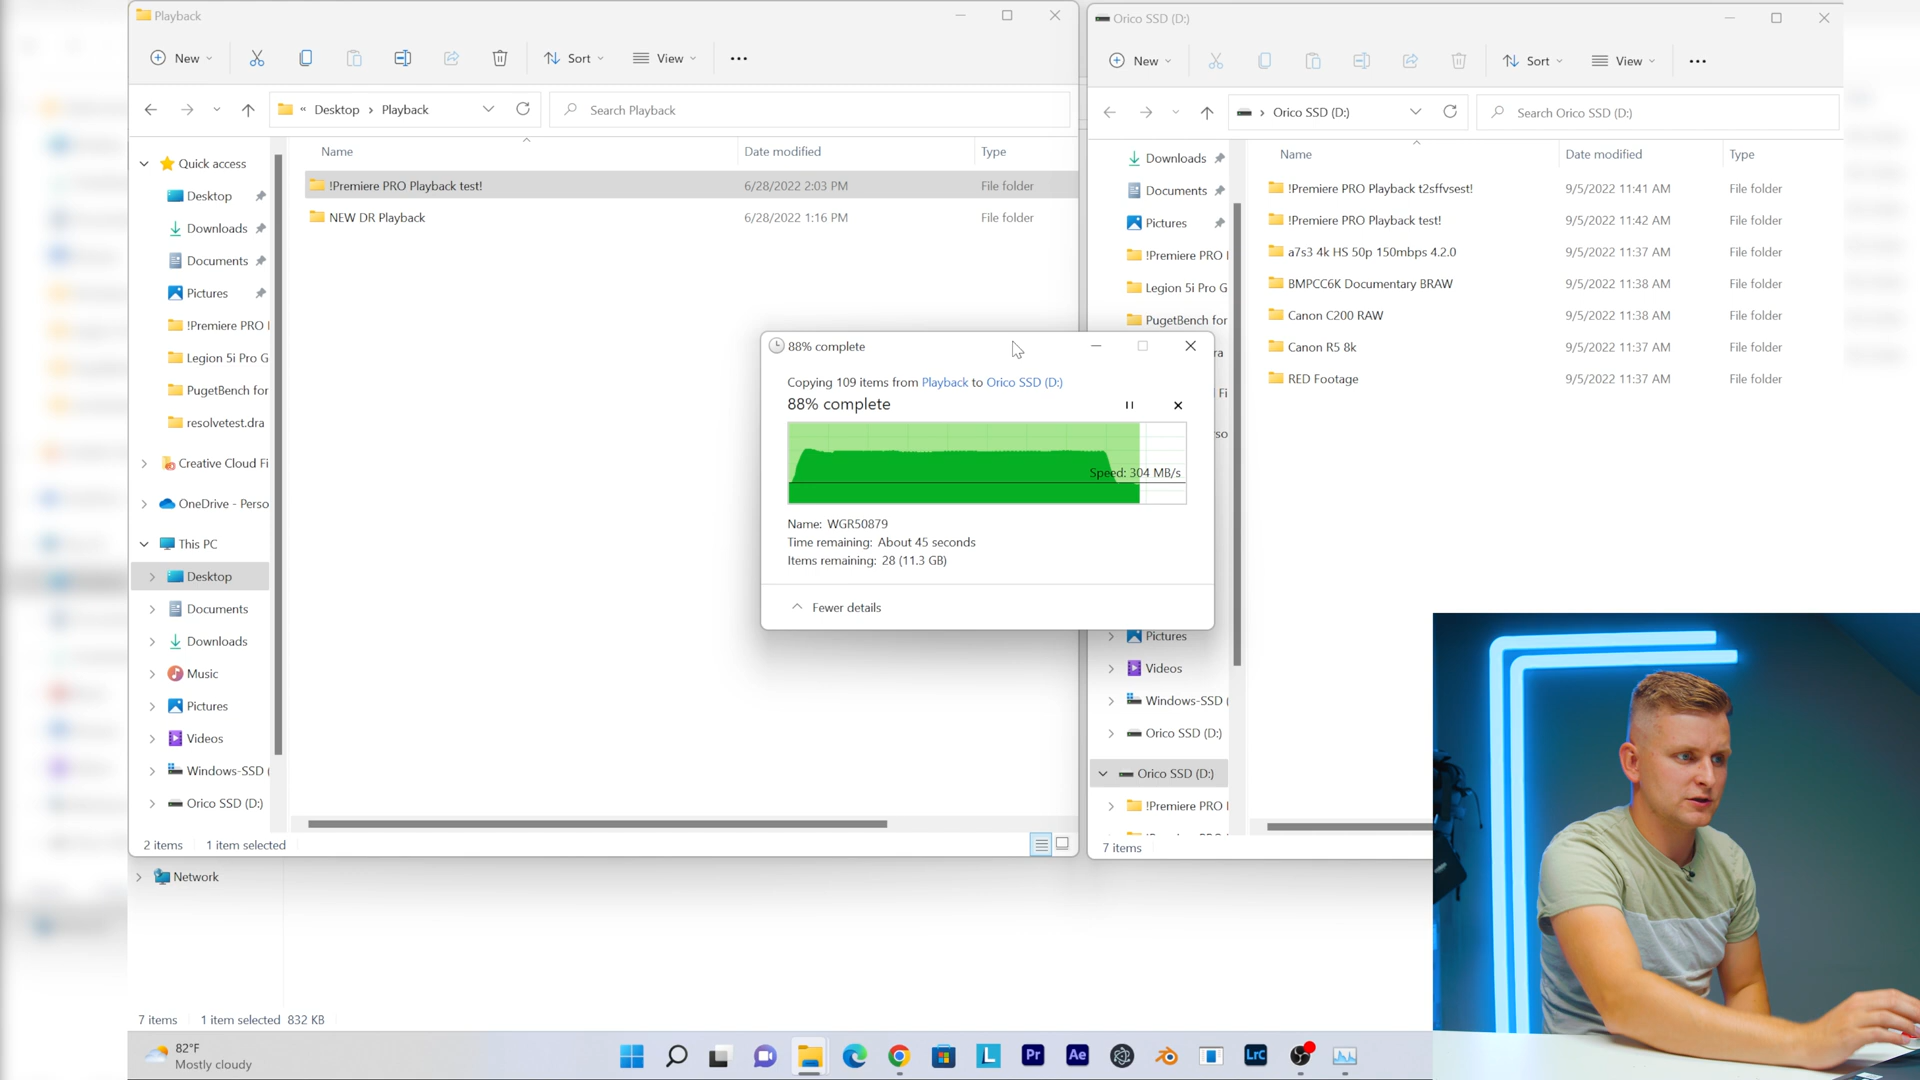 Playback
New
Sort
View
Desktop
Playback
Search Playback
Name
Date modified
Type
!Premiere PRO Playback test!
6/28/2022 2:03 PM
File folder
NEW DR Playback
6/28/2022 1:16 PM
File folder
Quick access
Desktop
Downloads
Documents
Pictures
!Premiere PRO
Legion 5i Pro G
PugetBench for
resolvetest.dra
Creative Cloud Fi
OneDrive - Perso
This PC
Desktop
Documents
Downloads
Music
Pictures
Videos
Windows-SSD (
Orico SSD (D:)
2 items
1 item selected
Network
7 items
1 item selected 832 KB
82°F
Mostly cloudy
Pr
Ae
LrC
Orico SSD (D:)
New
Sort
View
Orico SSD (D:)
Search Orico SSD (D:)
Name
Date modified
Type
!Premiere PRO Playback t2sffvsest!
9/5/2022 11:41 AM
File folder
!Premiere PRO Playback test!
9/5/2022 11:42 AM
File folder
a7s3 4k HS 50p 150mbps 4.2.0
9/5/2022 11:37 AM
File folder
BMPCC6K Documentary BRAW
9/5/2022 11:38 AM
File folder
Canon C200 RAW
9/5/2022 11:38 AM
File folder
Canon R5 8k
9/5/2022 11:37 AM
File folder
RED Footage
9/5/2022 11:37 AM
File folder
Downloads
Documents
Pictures
!Premiere PRO
Legion 5i Pro G
PugetBench for
ra
Fi
so
Pictures
Videos
Windows-SSD (
Orico SSD (D:)
Orico SSD (D:)
!Premiere PRO
7 items
88% complete
Copying 109 items from Playback to Orico SSD (D:)
88% complete
Speed: 304 MB/s
Name: WGR50879
Time remaining: About 45 seconds
Items remaining: 28 (11.3 GB)
Fewer details